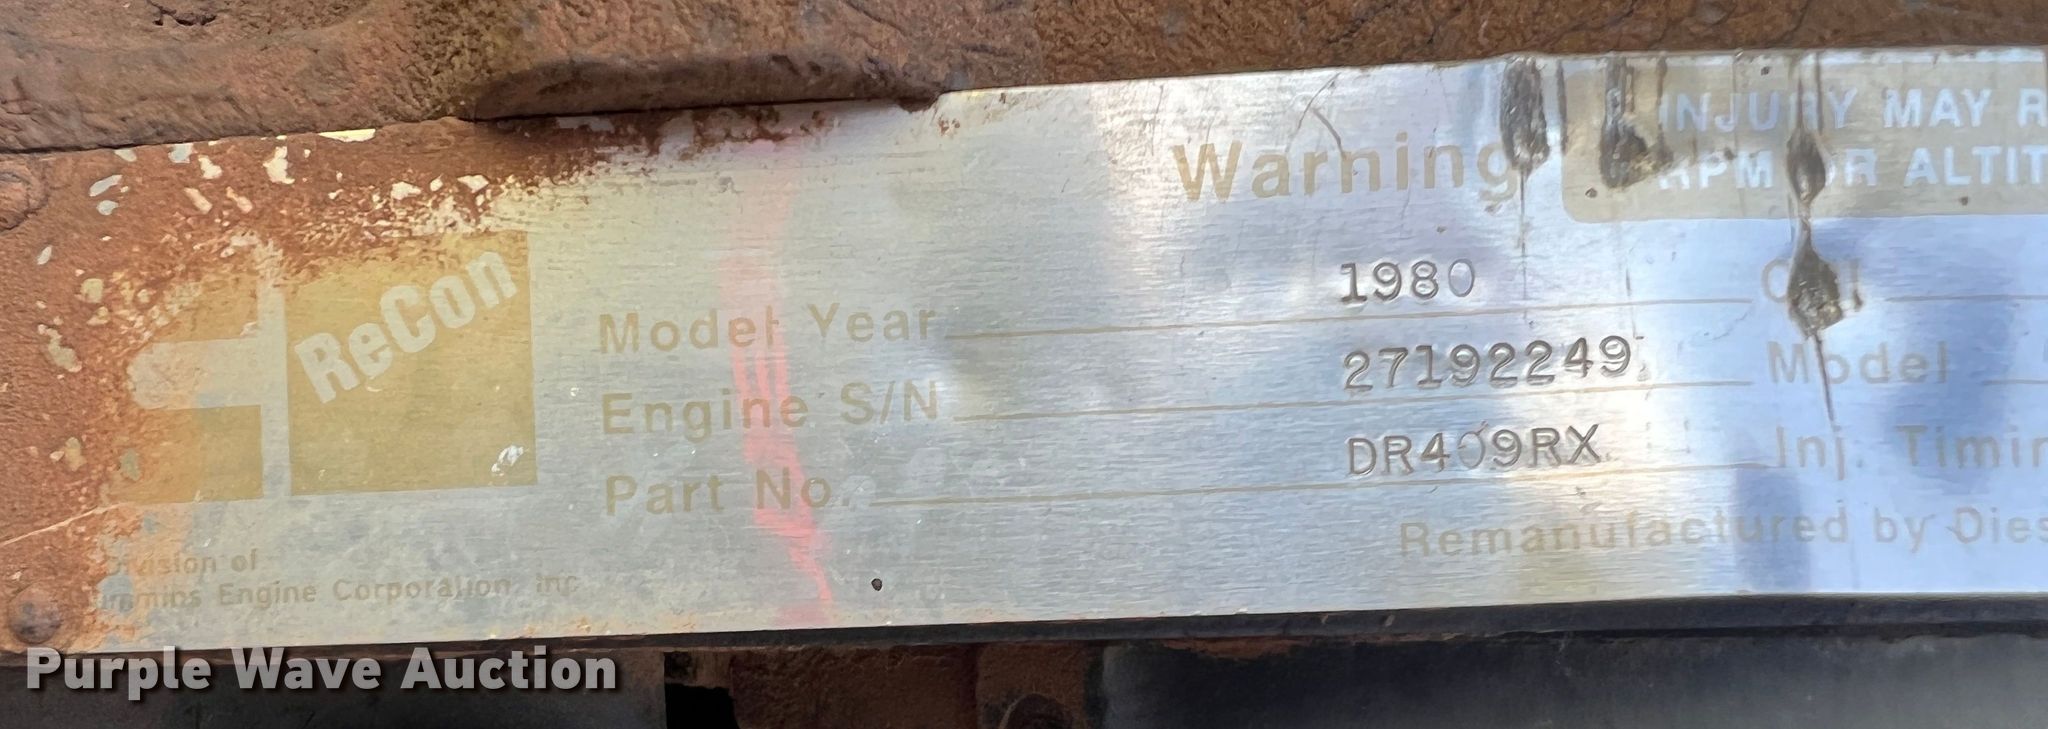 INJURY MAY R
Warning
RPM OR ALTIT
ReCon
Model Year 1980
Engine S/N 27192249 Model
Part No. DR409RX Inj. Timin
Remanufactured by Dies
Division of
Engine Corporation, Inc.
Purple Wave Auction